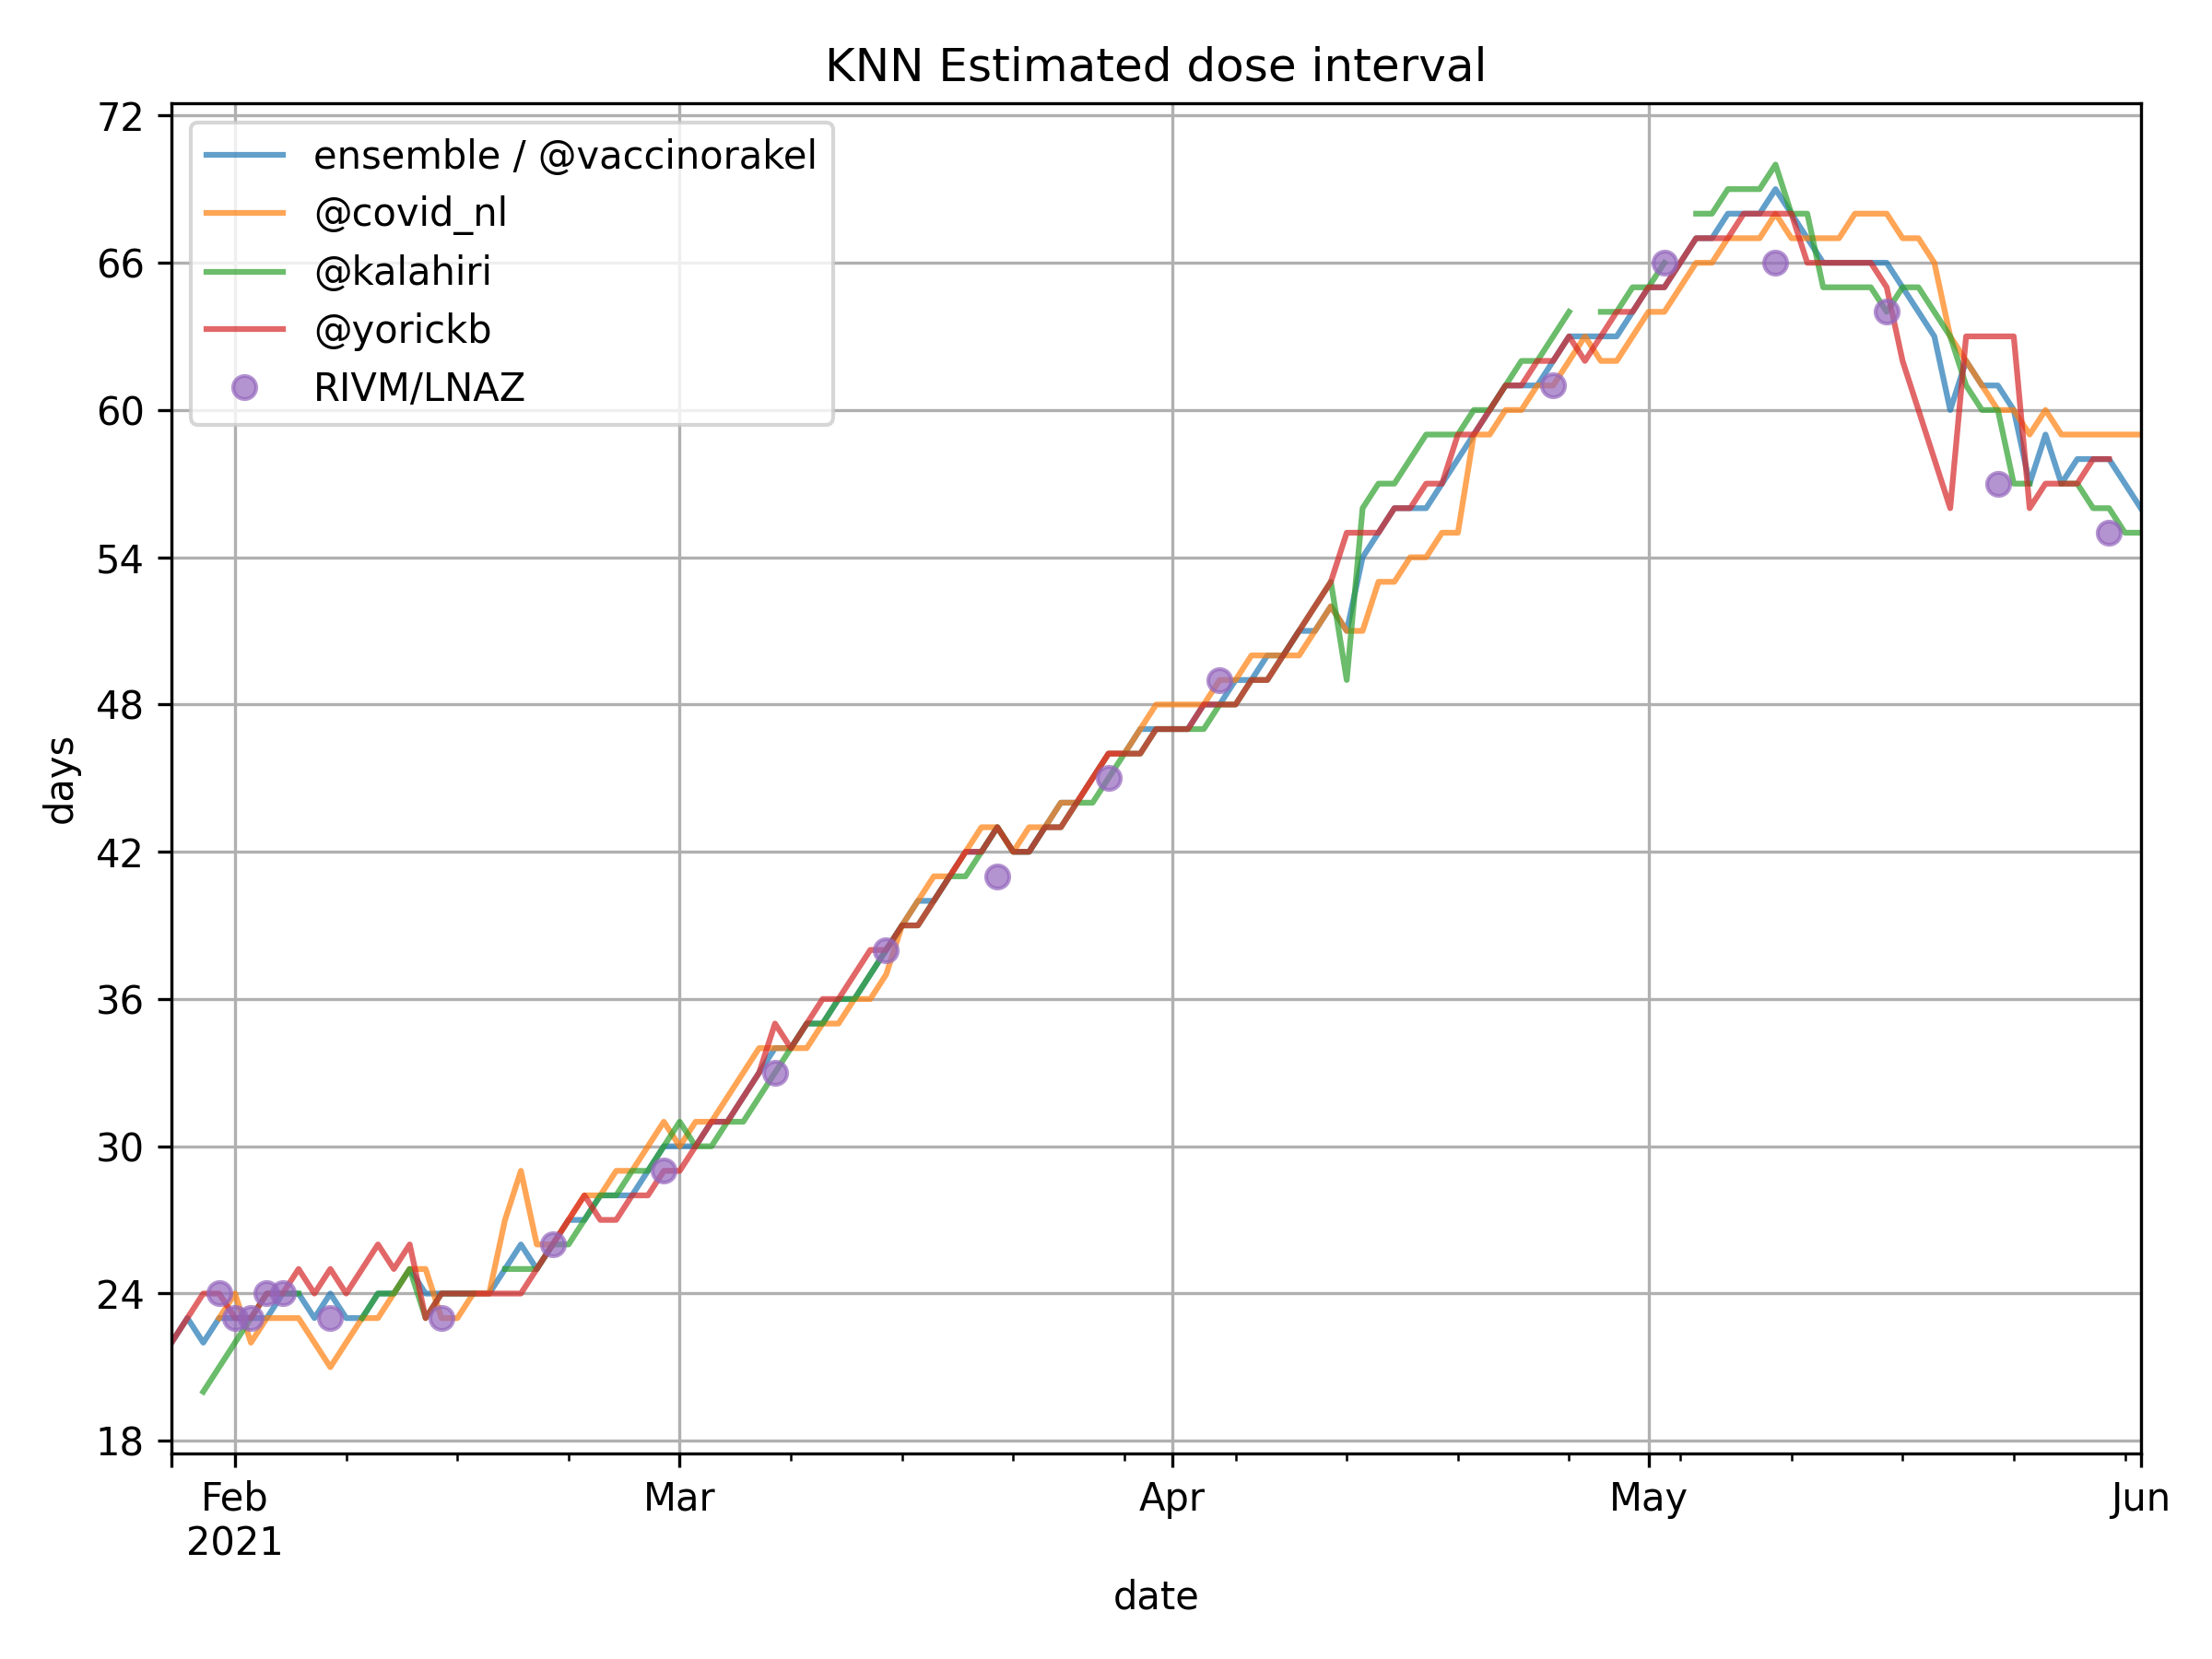 KNN Estimated dose interval
72
66
60
54
48
42
36
30
24
18
days
ensemble / @vaccinorakel
@covid_nl
@kalahiri
@yorickb
RIVM/LNAZ
Feb Mar Apr May Jun
2021
date